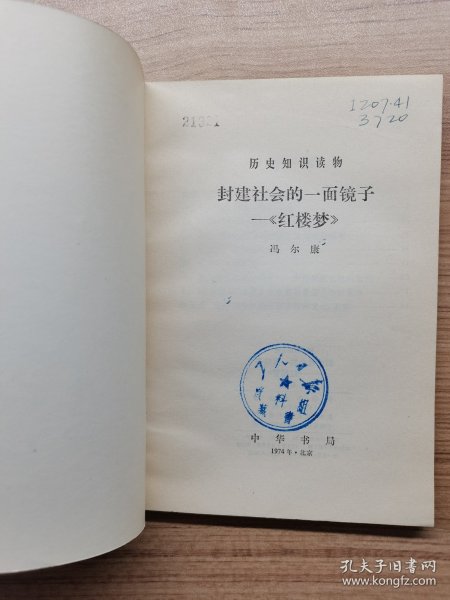 I207.41
3720
历史知识读物
封建社会的一面镜子
—《红楼梦》
冯尔康
中华书局
1974年·北京
孔夫子旧书网
www.kongfz.com